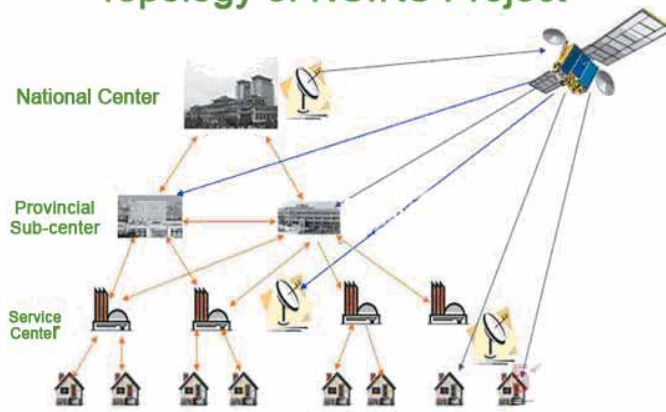 Topology of Project
National Center
Provincial
Sub-center
Service
Center